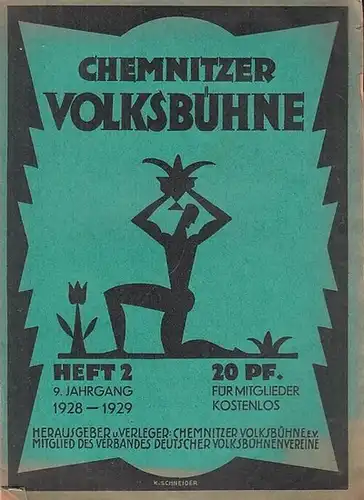 CHEMNITZER
VOLKSBÜHNE
HEFT 2
9. JAHRGANG
1928 — 1929
20 PF.
FÜR MITGLIEDER
KOSTENLOS
HERAUSGEBER u. VERLEGER: CHEMNITZER VOLKSBÜHNE E.V.
MITGLIED DES VERBANDES DEUTSCHER VOLKSBÜHNENVEREINE
K. SCHNEIDER